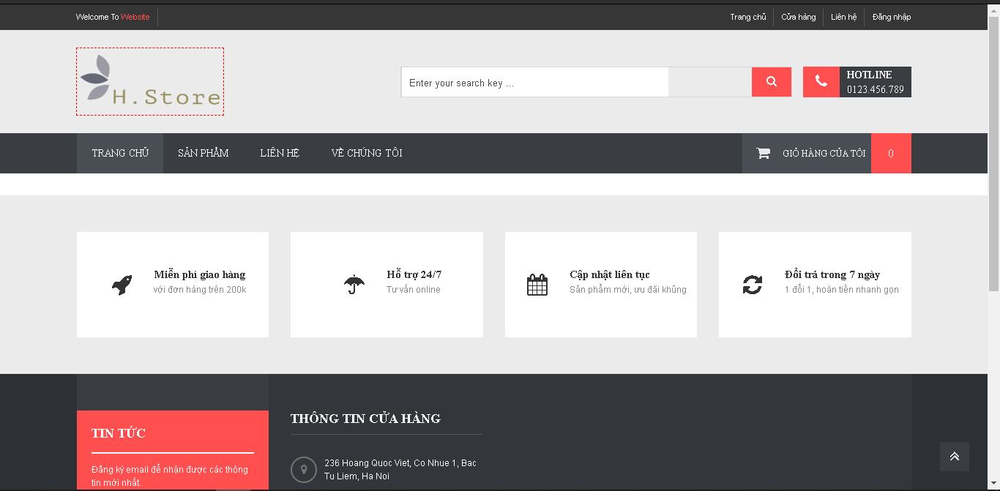 Welcome To Website
Trang chủ
Cửa hàng
Liên hệ
Đăng nhập
H.Store
Enter your search key ...
HOTLINE
0123.456.789
TRANG CHỦ
SẢN PHẨM
LIÊN HỆ
VỀ CHÚNG TÔI
GIỎ HÀNG CỦA TÔI
0
Miễn phí giao hàng
với đơn hàng trên 200k
Hỗ trợ 24/7
Tư vấn online
Cập nhật liên tục
Sản phẩm mới, ưu đãi khủng
Đổi trả trong 7 ngày
1 đổi 1, hoàn tiền nhanh gọn
TIN TỨC
Đăng ký email để nhận được các thông
tin mới nhất.
THÔNG TIN CỬA HÀNG
236 Hoang Quoc Viet, Co Nhue 1, Bac
Tu Liem, Ha Noi